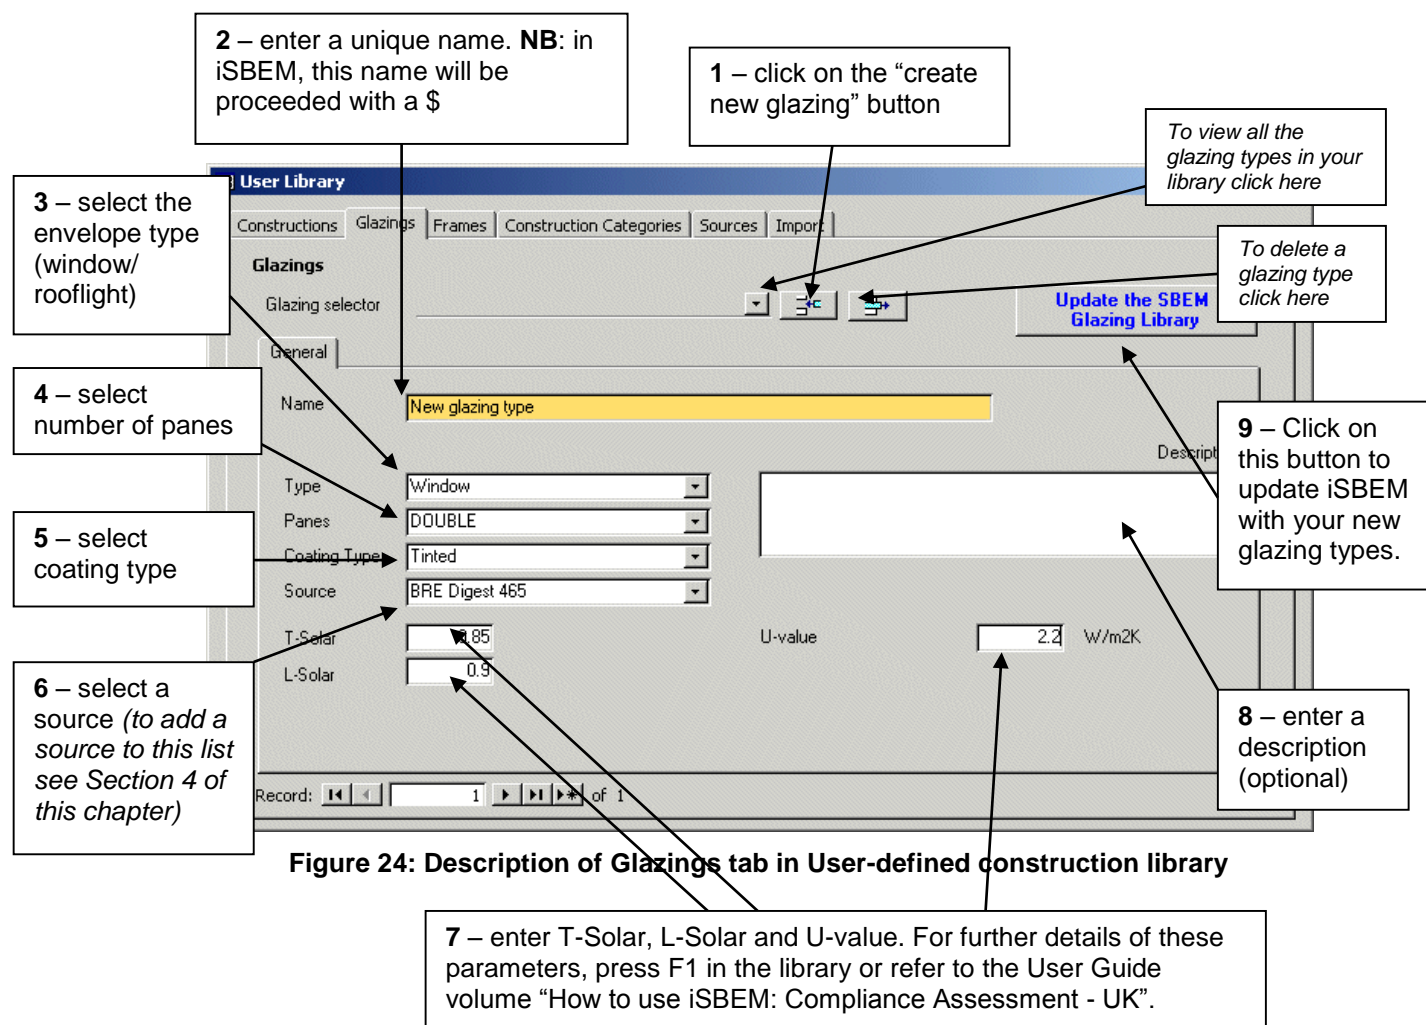 2 – enter a unique name. NB: in
iSBEM, this name will be
proceeded with a $
1 – click on the “create
new glazing” button
To view all the
glazing types in your
library click here
User Library
3 – select the
envelope type
(window/
rooflight)
Constructions Glazings Frames Construction Categories Sources Import
To delete a
glazing type
click here
Glazings
Glazing selector
Update the SBEM
Glazing Library
General
4 – select
number of panes
Name New glazing type
9 – Click on
this button to
update iSBEM
with your new
glazing types.
Descript
Type Window
Panes DOUBLE
5 – select
coating type
Coating Type Tinted
Source BRE Digest 465
T-Solar .85 U-value 2.2 W/m2K
L-Solar 0.9
6 – select a
source (to add a
source to this list
see Section 4 of
this chapter)
8 – enter a
description
(optional)
Record: 1 of 1
Figure 24: Description of Glazings tab in User-defined construction library
7 – enter T-Solar, L-Solar and U-value. For further details of these
parameters, press F1 in the library or refer to the User Guide
volume “How to use iSBEM: Compliance Assessment - UK”.